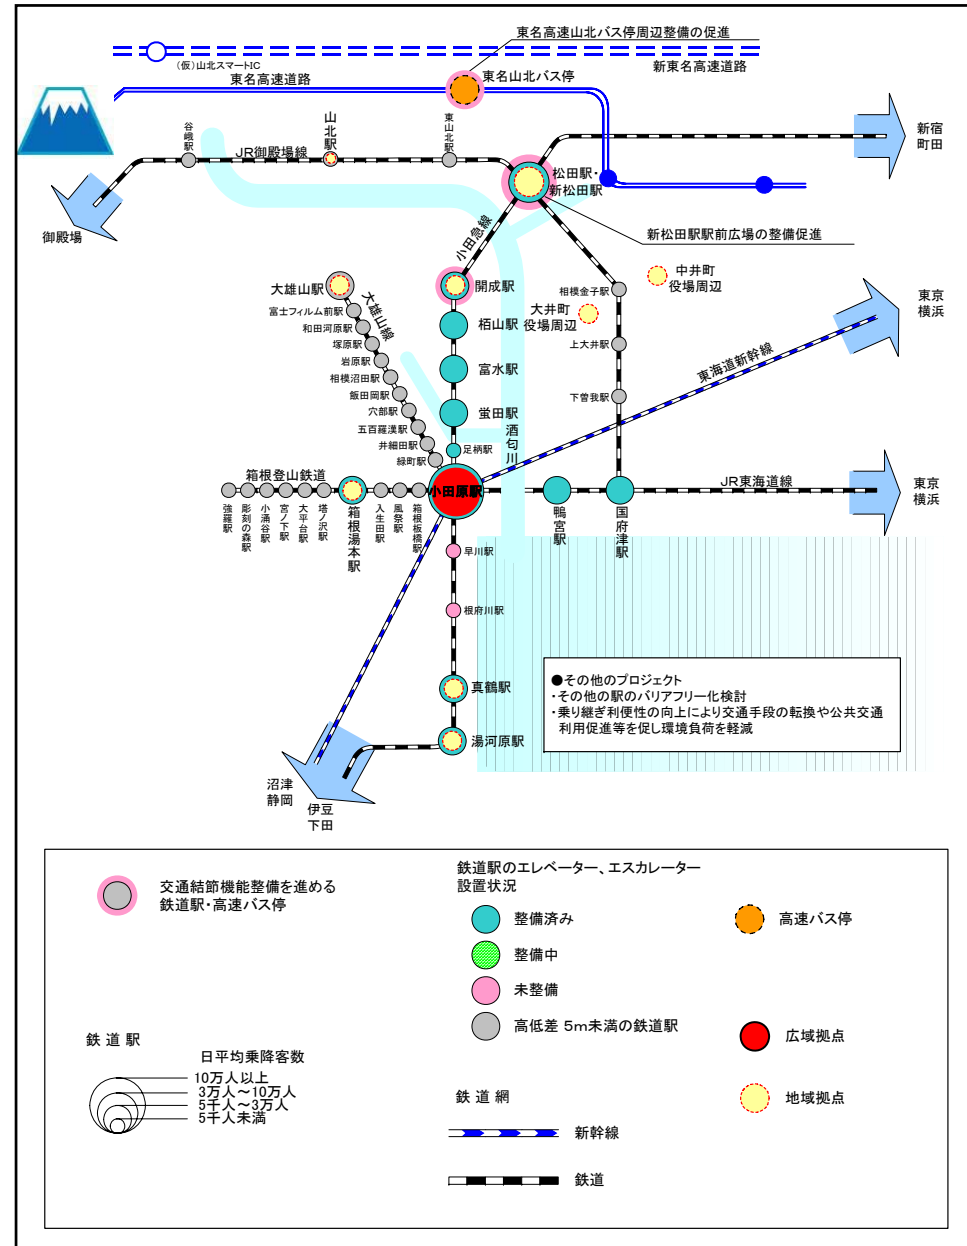 東名高速山北バス停周辺整備の促進
(仮)山北スマートIC
新東名高速道路
東名高速道路
東名山北バス停
谷峨駅
山北駅
東山北駅
JR御殿場線
新宿
町田
松田駅・
新松田駅
御殿場
小田急線
新松田駅駅前広場の整備促進
大雄山駅
大雄山線
開成駅
中井町
役場周辺
相模金子駅
大井町
役場周辺
東京
横浜
富士フィルム前駅
和田河原駅
塚原駅
岩原駅
相模沼田駅
飯田岡駅
穴部駅
五百羅漢駅
井細田駅
緑町駅
栢山駅
富水駅
蛍田駅
足柄駅
酒匂川
上大井駅
下曽我駅
東海道新幹線
箱根登山鉄道
小田原駅
JR東海道線
東京
横浜
強羅駅
彫刻の森駅
小涌谷駅
宮ノ下駅
大平台駅
塔ノ沢駅
箱根湯本駅
入生田駅
風祭駅
箱根板橋駅
鴨宮駅
国府津駅
早川駅
根府川駅
真鶴駅
湯河原駅
●その他のプロジェクト
・その他の駅のバリアフリー化検討
・乗り継ぎ利便性の向上により交通手段の転換や公共交通
利用促進等を促し環境負荷を軽減
沼津
静岡
伊豆
下田
交通結節機能整備を進める
鉄道駅・高速バス停
鉄道駅のエレベーター、エスカレーター
設置状況
整備済み
整備中
未整備
高低差 5m未満の鉄道駅
高速バス停
広域拠点
地域拠点
鉄 道 駅
日平均乗降客数
10万人以上
3万人～10万人
5千人～3万人
5千人未満
鉄 道 網
新幹線
鉄道